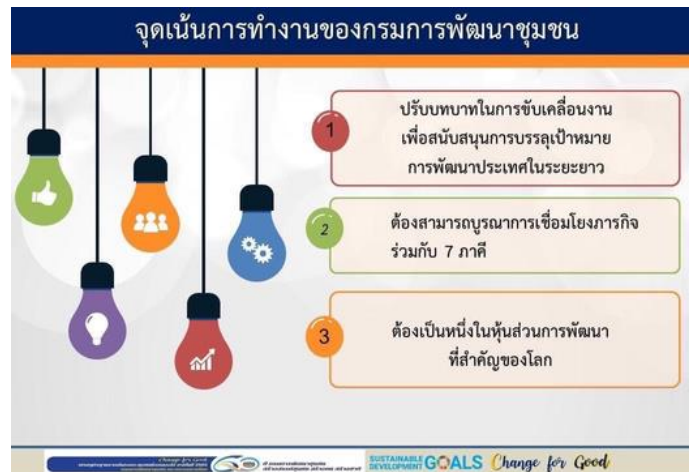 จุดเน้นการทำงานของกรมการพัฒนาชุมชน
1
ปรับบทบาทในการขับเคลื่อนงาน
เพื่อสนับสนุนการบรรลุเป้าหมาย
การพัฒนาประเทศในระยะยาว
2
ต้องสามารถบูรณาการเชื่อมโยงภารกิจ
ร่วมกับ 7 ภาคี
3
ต้องเป็นหนึ่งในหุ้นส่วนการพัฒนา
ที่สำคัญของโลก
Change for Good
SUSTAINABLE
DEVELOPMENT GOALS Change for Good